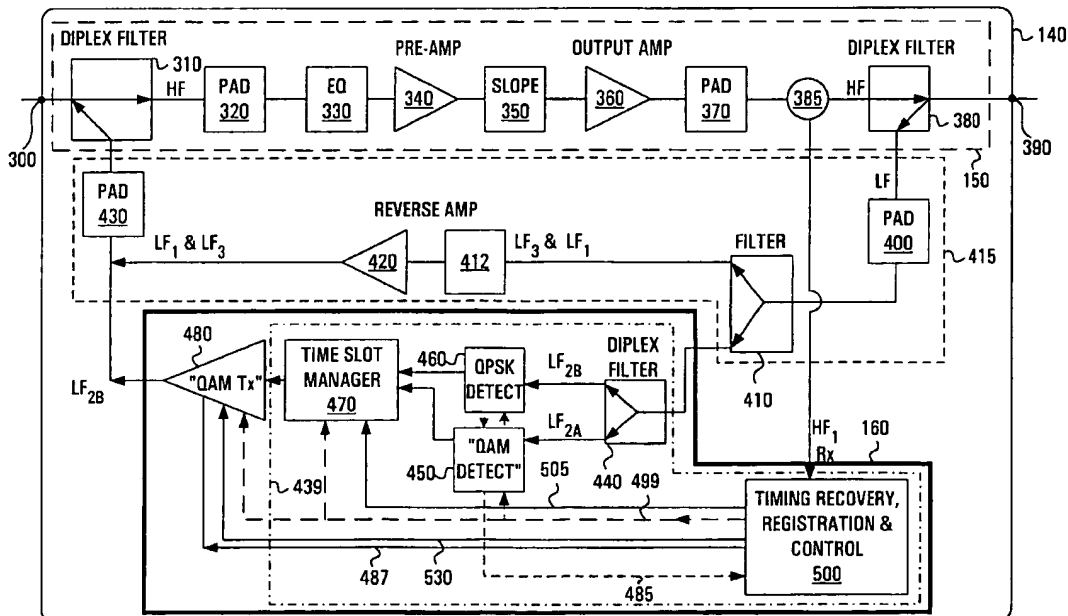 DIPLEX FILTER
310
PRE-AMP
OUTPUT AMP
DIPLEX FILTER
140
HF
PAD
320
EQ
330
340
SLOPE
350
360
PAD
370
385
HF
380
300
390
150
LF
PAD
430
PAD
400
REVERSE AMP
LF1 & LF3
420
412
LF3 & LF1
FILTER
415
410
480
"QAM Tx"
LF2B
TIME SLOT
MANAGER
470
460
QPSK
DETECT
LF2B
DIPLEX
FILTER
"QAM
DETECT"
450
LF2A
440
HF1
Rx
160
439
505
499
TIMING RECOVERY,
REGISTRATION &
CONTROL
500
530
487
485